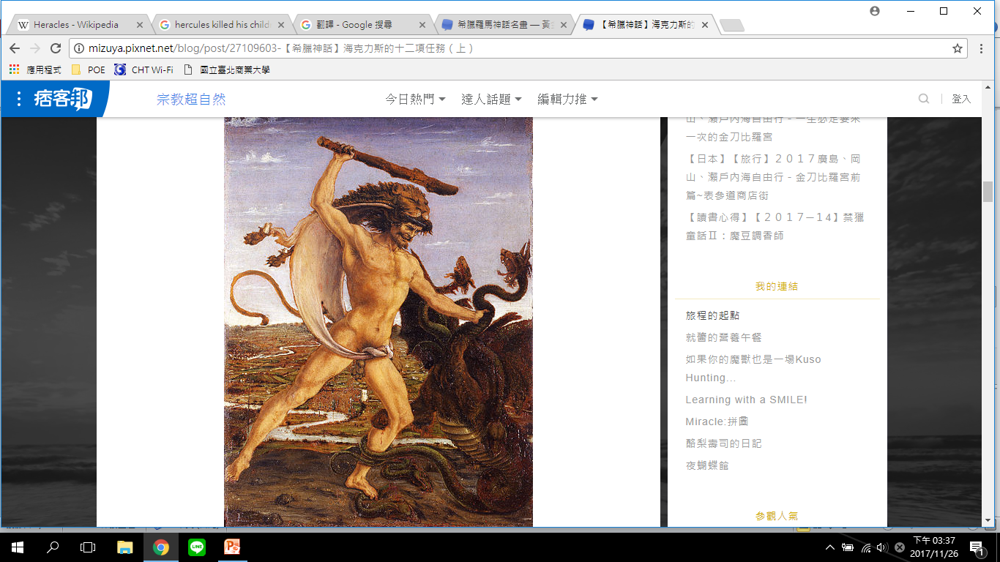 Heracles - Wikipedia
hercules killed his child
翻譯 - Google 搜尋
希臘羅馬神話名畫 — 黃金
【希臘神話】海克力斯的
mizuya.pixnet.net/blog/post/27109603-【希臘神話】海克力斯的十二項任務（上）
應用程式
POE
CHT Wi-Fi
國立臺北商業大學
痞客邦
宗教超自然
今日熱門
達人話題
編輯力推
登入
山、瀨戶內海自由行－一生必定要來
一次的金刀比羅宮
【日本】【旅行】２０１７廣島、岡
山、瀨戶內海自由行－金刀比羅宮前
篇~表參道商店街
【讀書心得】【２０１７－１4】禁獵
童話Ⅱ：魔豆調香師
我的連結
旅程的起點
就醬的營養午餐
如果你的魔獸也是一場Kuso
Hunting...
Learning with a SMILE!
Miracle:拼圖
酪梨壽司的日記
夜蝴蝶館
參觀人氣
下午 03:37
2017/11/26
1